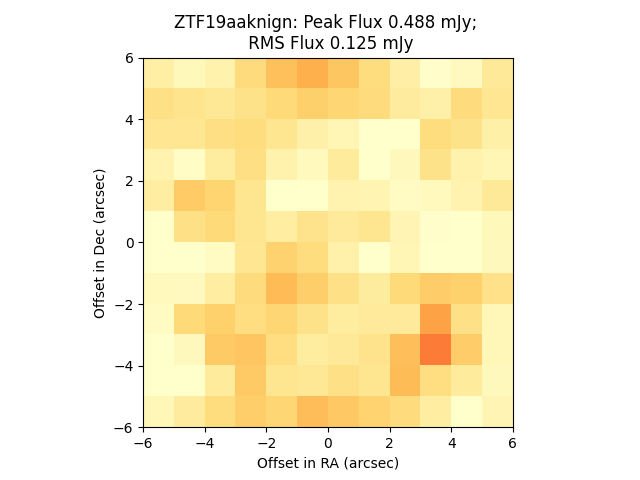 ZTF19aaknign: Peak Flux 0.488 mJy;
RMS Flux 0.125 mJy
6
4
2
0
−2
−4
−6
Offset in Dec (arcsec)
−6 −4 −2 0 2 4 6
Offset in RA (arcsec)